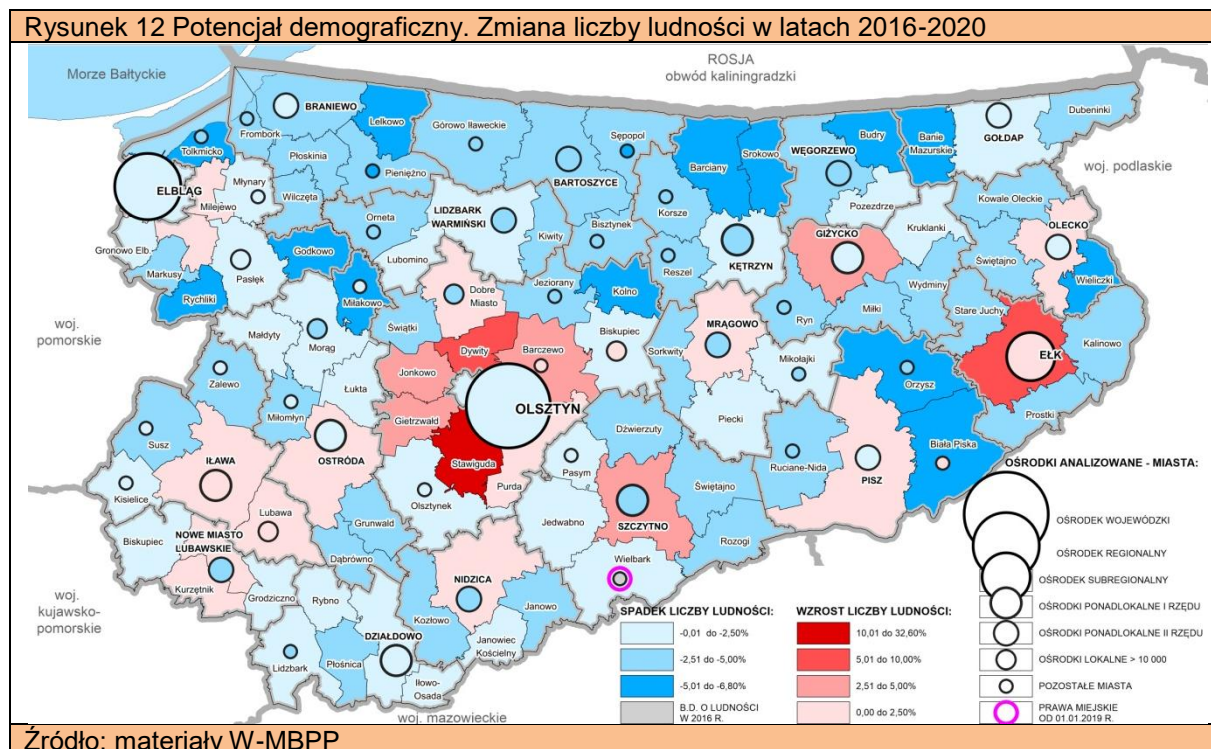 Rysunek 12 Potencjał demograficzny. Zmiana liczby ludności w latach 2016-2020
Morze Bałtyckie
ROSJA
obwód kaliningradzki
BRANIEWO
Lelkowo
Frombork
Tolkmicko
Płoskinia
Pieniężno
Górowo Iławeckie
Sępopol
BARTOSZYCE
Barciany
Srokowo
WĘGORZEWO
Budry
Banie
Mazurskie
GOŁDAP
Dubeninki
woj. podlaskie
ELBLĄG
Młynary
Milejewo
Wilczęta
Orneta
LIDZBARK
WARMIŃSKI
Kiwity
Bisztynek
Korsze
Pozezdrze
Kruklanki
Kowale Oleckie
OLECKO
Gronowo Elb.
Markusy
Pasłęk
Godkowo
Lubomino
Reszel
KĘTRZYN
GIŻYCKO
Świętajno
Wieliczki
Rychliki
Miłakowo
Dobre
Miasto
Jeziorany
Kolno
Wydminy
woj.
pomorskie
Małdyty
Morąg
Świątki
Biskupiec
Sorkwity
MRĄGOWO
Ryn
Miłki
Stare Juchy
EŁK
Kalinowo
Dywity
Jonkowo
Barczewo
Mikołajki
Orzysz
Zalewo
Łukta
Miłomłyn
Gietrzwałd
OLSZTYN
Piecki
Prostki
Susz
Dźwierzuty
Biała Piska
IŁAWA
OSTRÓDA
Stawiguda
Pasym
Ruciane-Nida
PISZ
OŚRODKI ANALIZOWANE - MIASTA:
Kisielice
Purda
Olsztynek
Świętajno
Lubawa
Grunwald
SZCZYTNO
OŚRODEK WOJEWÓDZKI
Biskupiec
NOWE MIASTO
LUBAWSKIE
Dąbrówno
Jedwabno
Rozogi
OŚRODEK REGIONALNY
Kurzętnik
NIDZICA
Wielbark
OŚRODEK SUBREGIONALNY
woj.
kujawsko-
pomorskie
Grodziczno
Rybno
Kozłowo
Janowo
SPADEK LICZBY LUDNOŚCI:
WZROST LICZBY LUDNOŚCI:
OŚRODKI PONADLOKALNE I RZĘDU
-0,01 do -2,50%
10,01 do 32,60%
OŚRODKI PONADLOKALNE II RZĘDU
DZIAŁDOWO
Janowiec
Kościelny
Lidzbark
Płośnica
-2,51 do -5,00%
5,01 do 10,00%
OŚRODKI LOKALNE > 10 000
Iłowo-
Osada
-5,01 do -6,80%
2,51 do 5,00%
POZOSTAŁE MIASTA
woj. mazowieckie
B.D. O LUDNOŚCI
W 2016 R.
0,00 do 2,50%
PRAWA MIEJSKIE
OD 01.01.2019 R.
Źródło: materiały W-MBPP